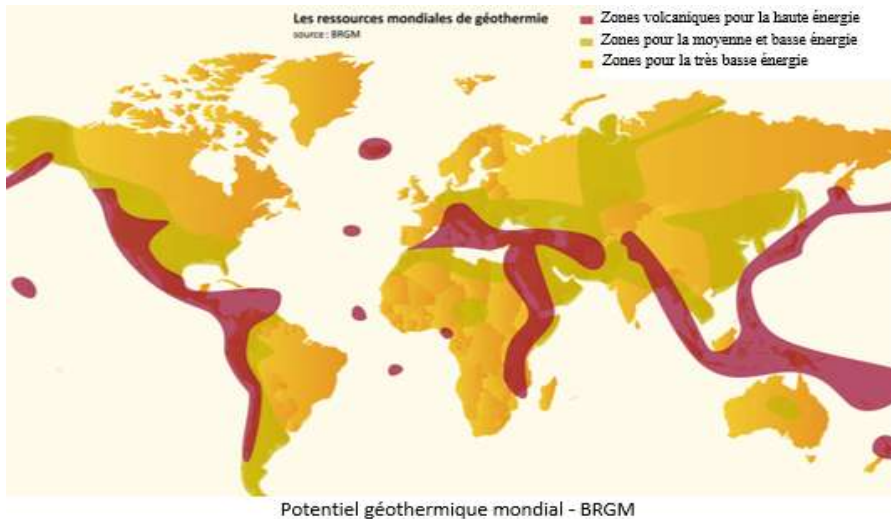 Les ressources mondiales de géothermie
source : BRGM
Zones volcaniques pour la haute énergie
Zones pour la moyenne et basse énergie
Zones pour la très basse énergie
Potentiel géothermique mondial - BRGM